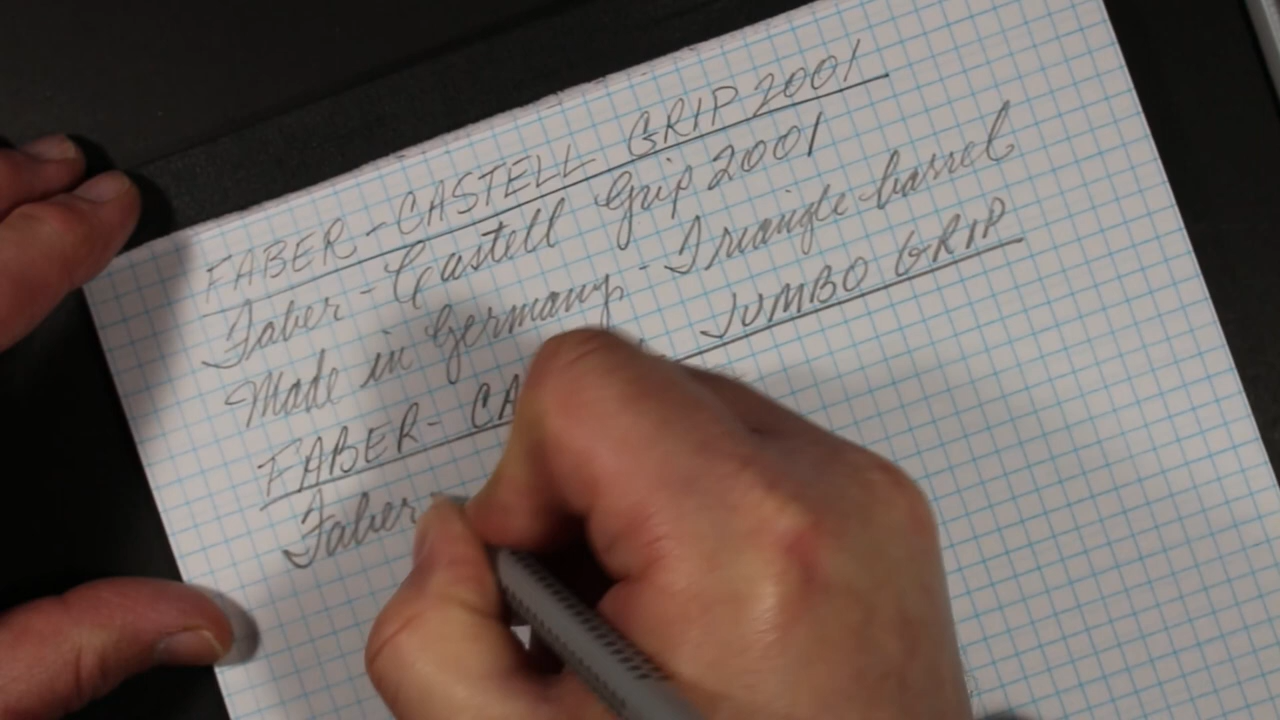 FABER-CASTELL GRIP 2001
Faber-Castell Grip 2001
Made in Germany - Triangle barrel
FABER- CA JUMBO GRIP
Faber